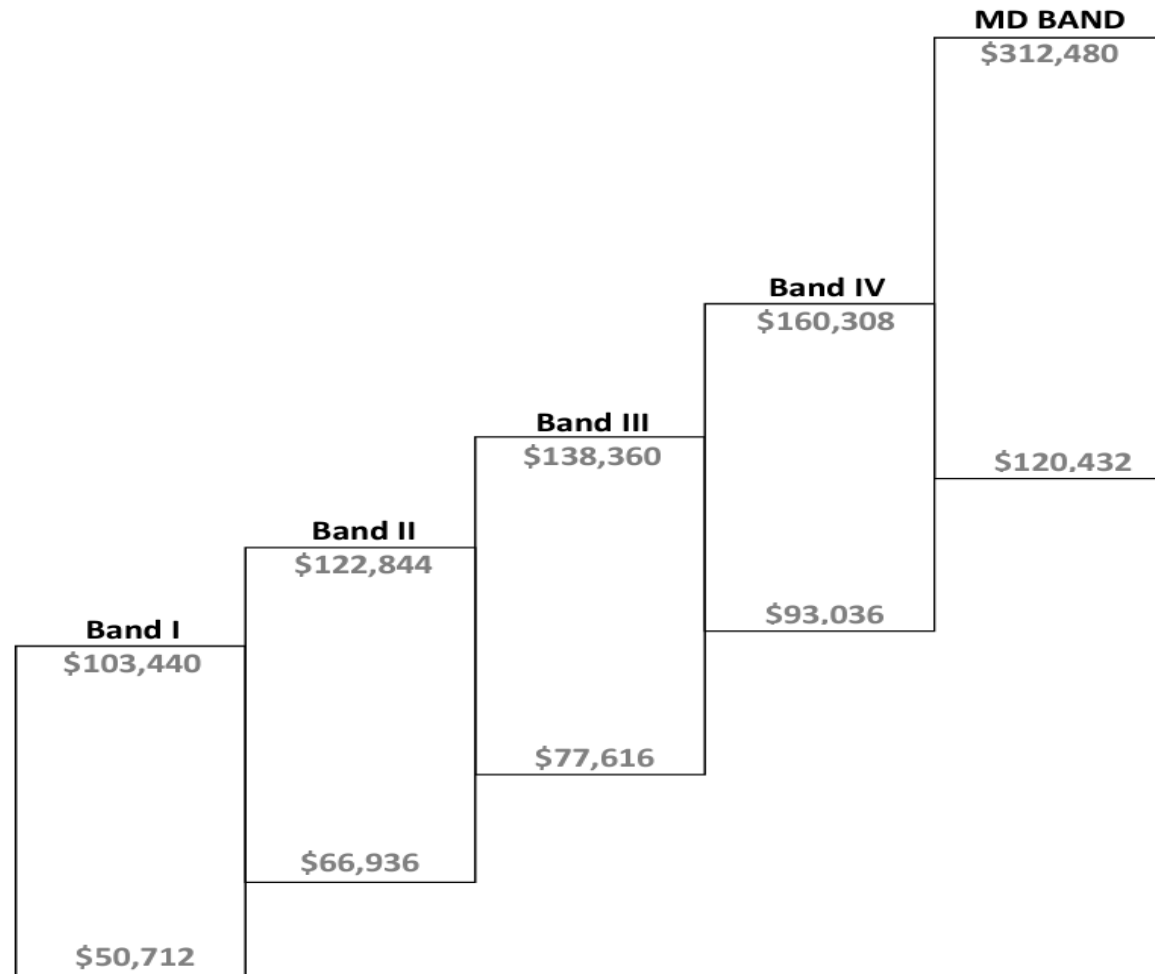 MD BAND
$312,480
Band IV
$160,308
Band III
$138,360
$120,432
Band II
$122,844
$93,036
Band I
$103,440
$77,616
$66,936
$50,712